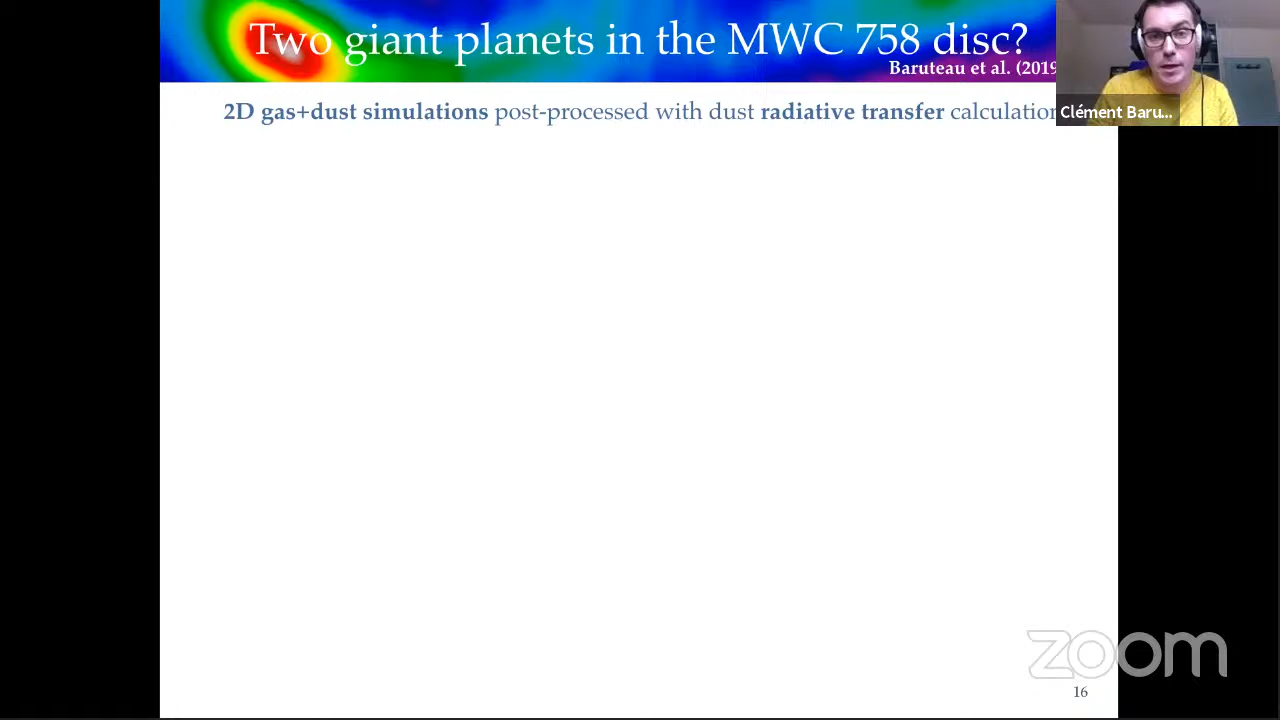 Two giant planets in the MWC 758 disc?
Baruteau et al. (2019
Clément Baru...
2D gas+dust simulations post-processed with dust radiative transfer calculation
zoom
16